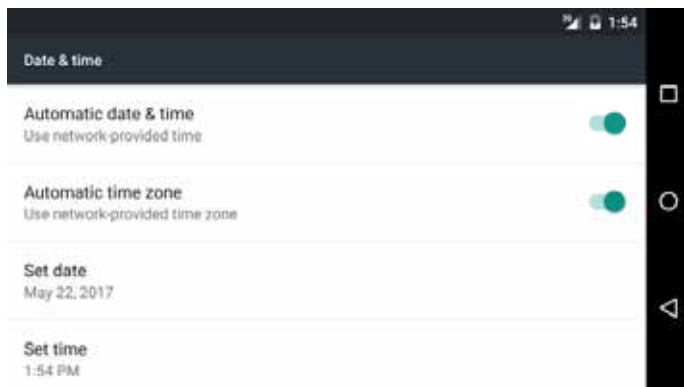 1:54
Date & time
Automatic date & time
Use network-provided time
Automatic time zone
Use network-provided time zone
Set date
May 22, 2017
Set time
1:54 PM